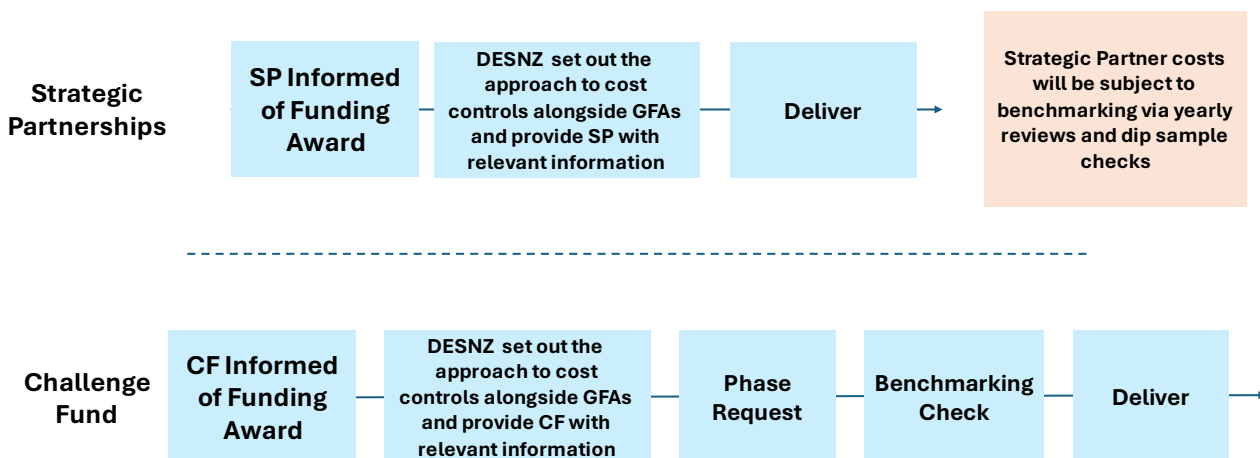 Strategic
Partnerships
SP Informed
of Funding
Award
DESNZ set out the
approach to cost
controls alongside GFAs
and provide SP with
relevant information
Deliver
Strategic Partner costs
will be subject to
benchmarking via yearly
reviews and dip sample
checks
Challenge
Fund
CF Informed
of Funding
Award
DESNZ set out the
approach to cost
controls alongside GFAs
and provide CF with
relevant information
Phase
Request
Benchmarking
Check
Deliver